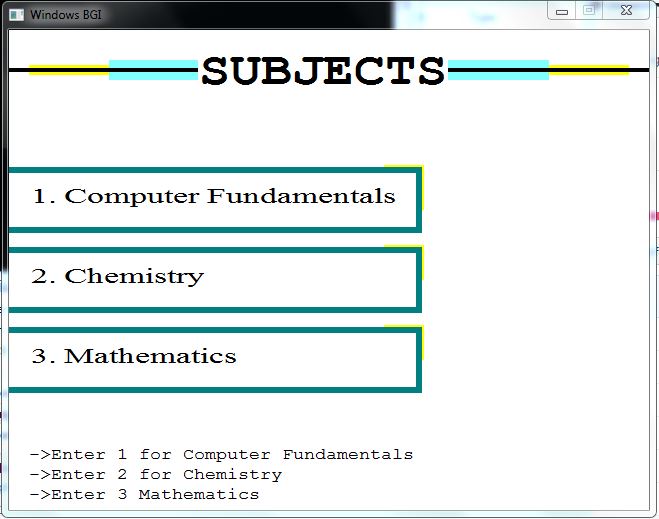 Windows BGI
SUBJECTS
1. Computer Fundamentals
2. Chemistry
3. Mathematics
->Enter 1 for Computer Fundamentals
->Enter 2 for Chemistry
->Enter 3 Mathematics